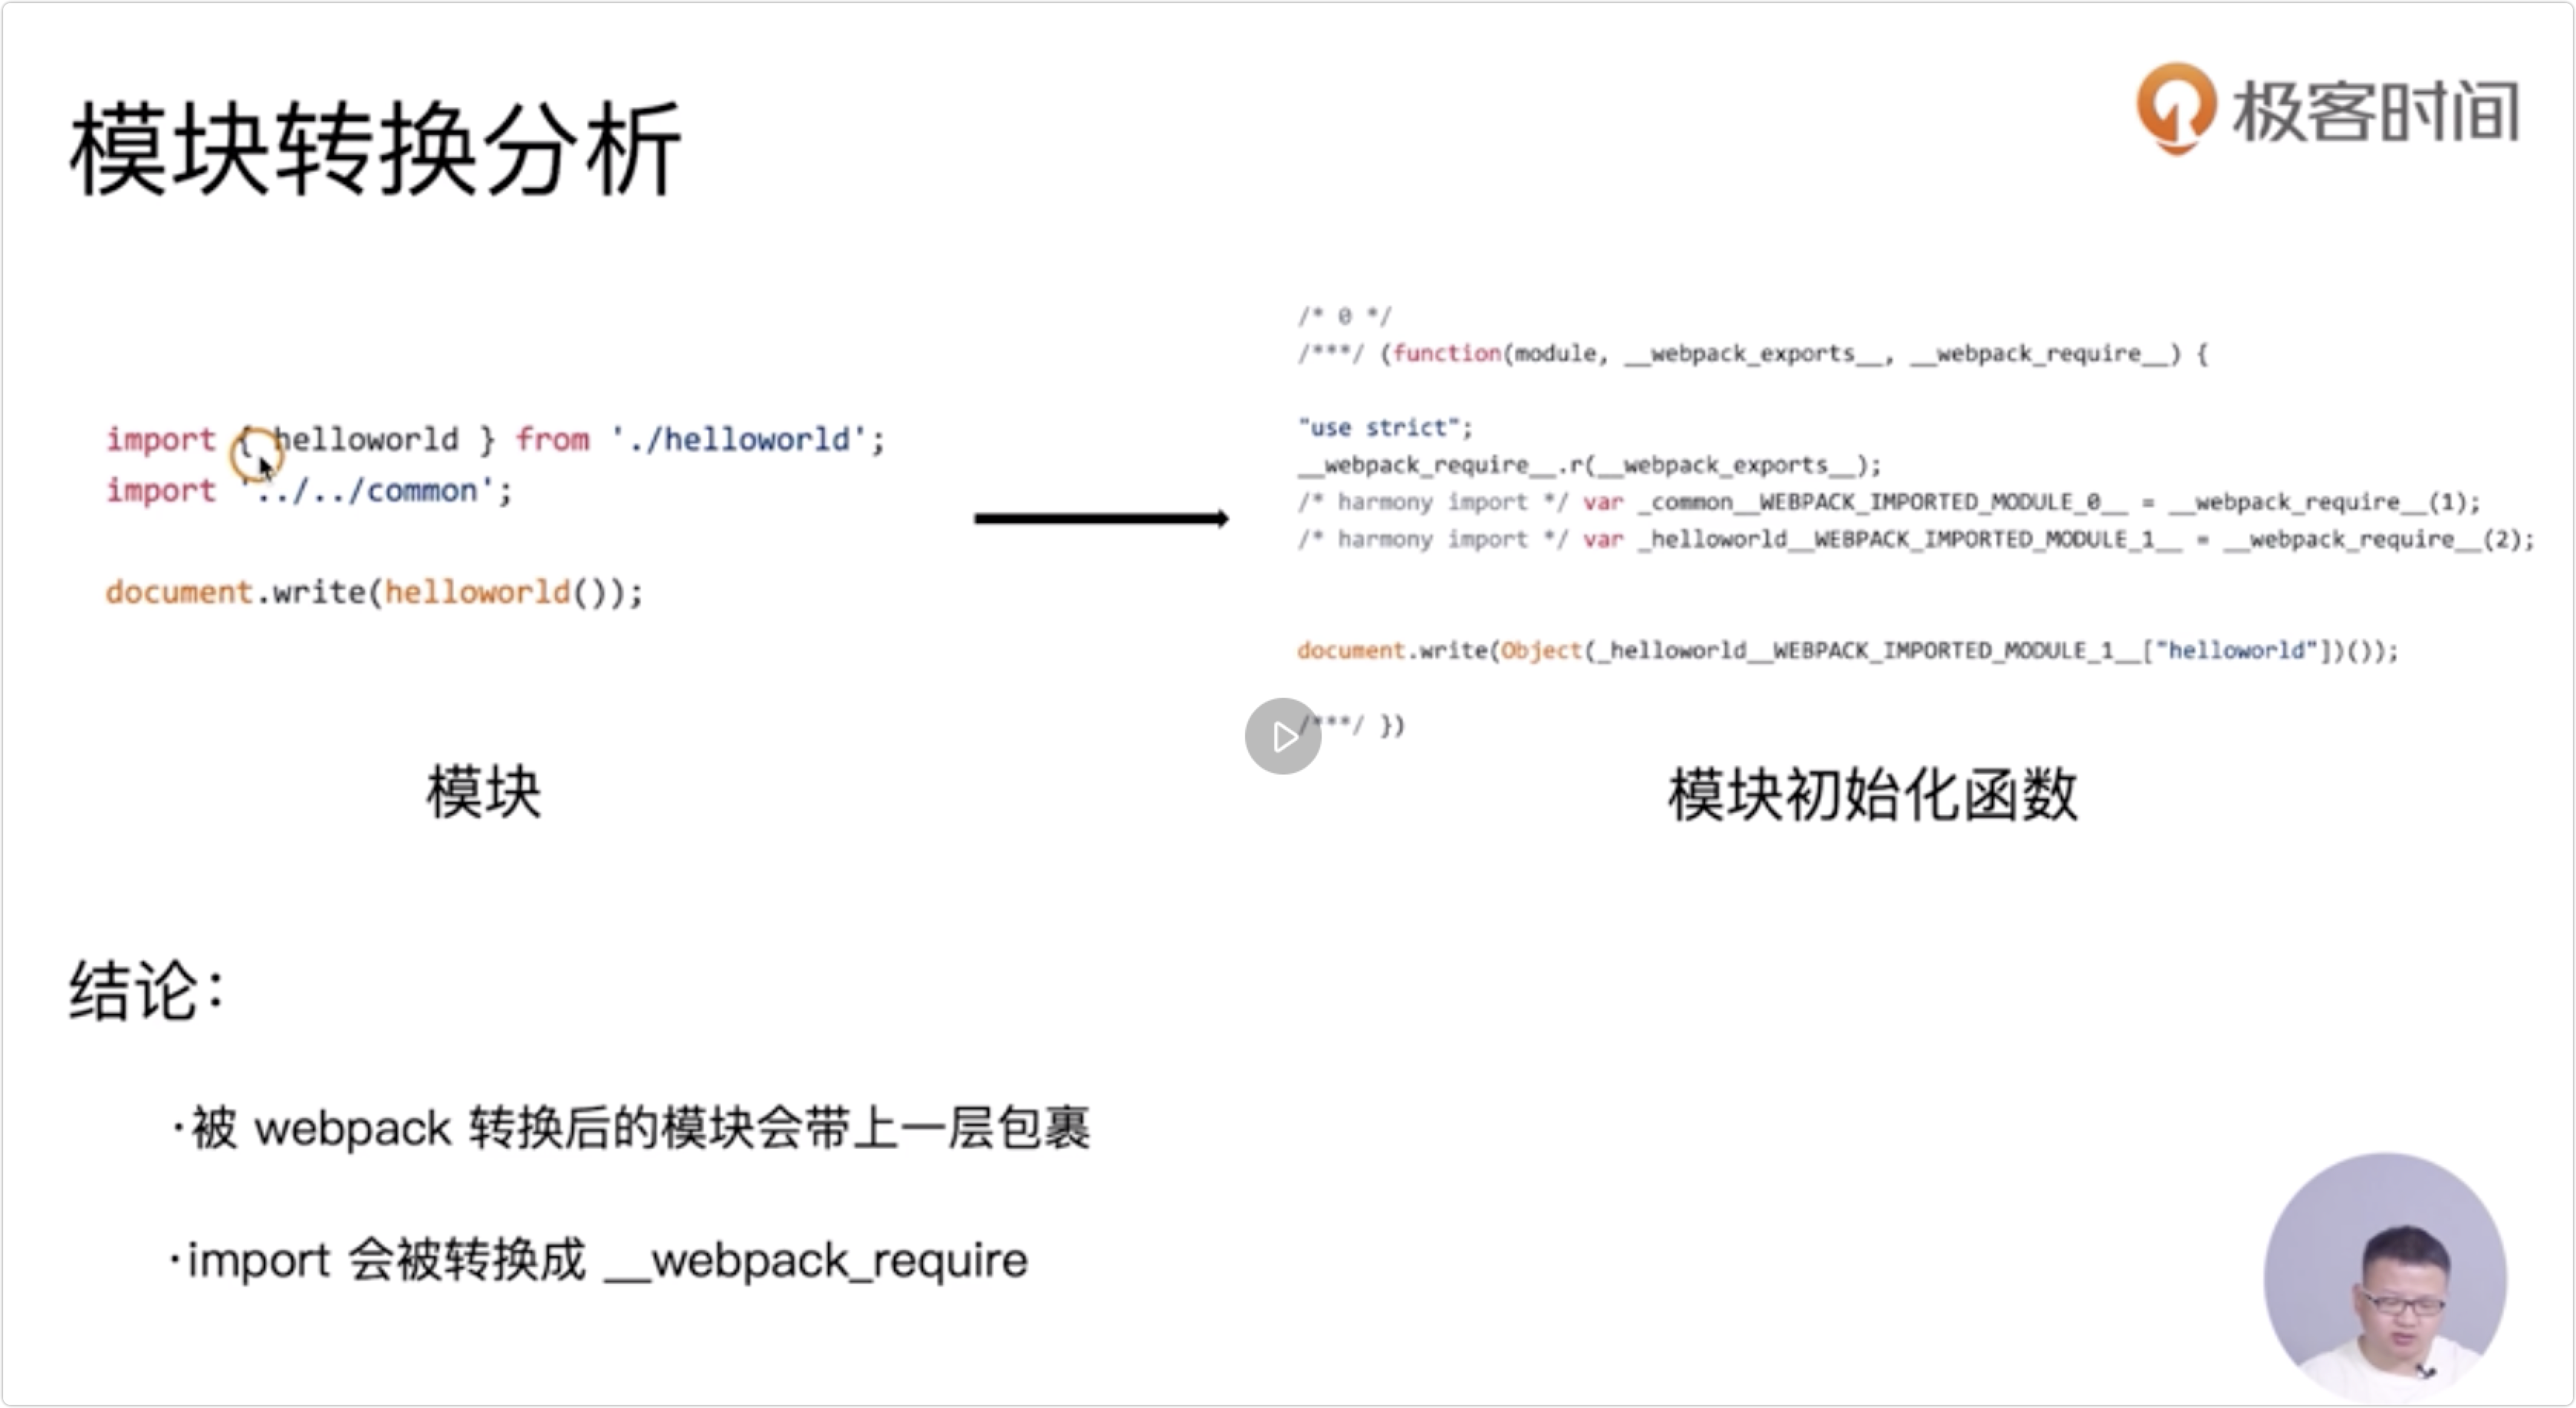 极客时间
模块转换分析
import { helloworld } from './helloworld';
import '../../common';
document.write(helloworld());
模块
/* 0 */
/***/ (function(module, __webpack_exports__, __webpack_require__) {
"use strict";
__webpack_require__.r(__webpack_exports__);
/* harmony import */ var _common__WEBPACK_IMPORTED_MODULE_0__ = __webpack_require__(1);
/* harmony import */ var _helloworld__WEBPACK_IMPORTED_MODULE_1__ = __webpack_require__(2);
document.write(Object(_helloworld__WEBPACK_IMPORTED_MODULE_1__["helloworld"])());
/***/ })
模块初始化函数
结论：
·被 webpack 转换后的模块会带上一层包裹
·import 会被转换成 __webpack_require